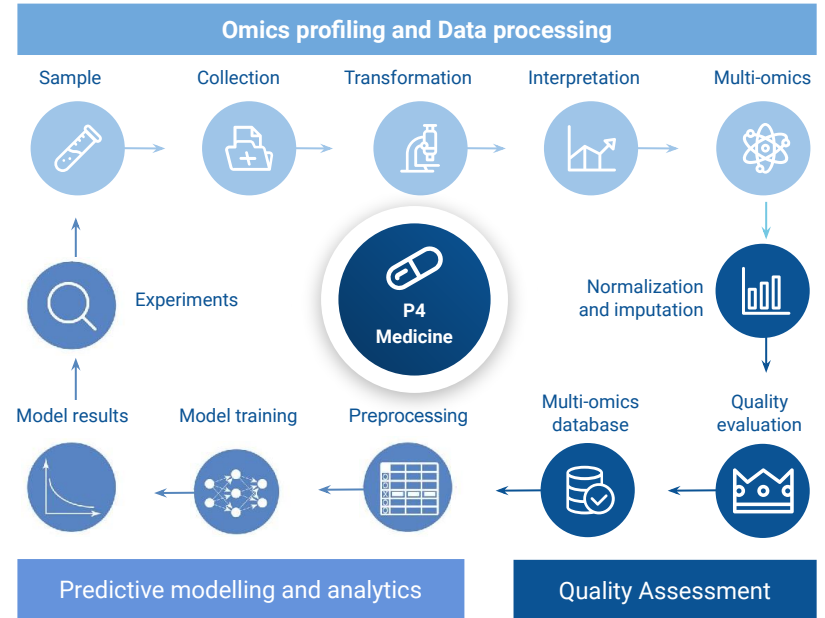 Omics profiling and Data processing
Sample
Collection
Transformation
Interpretation
Multi-omics
Experiments
P4
Medicine
Normalization
and imputation
Model results
Model training
Preprocessing
Multi-omics
database
Quality
evaluation
Predictive modelling and analytics
Quality Assessment